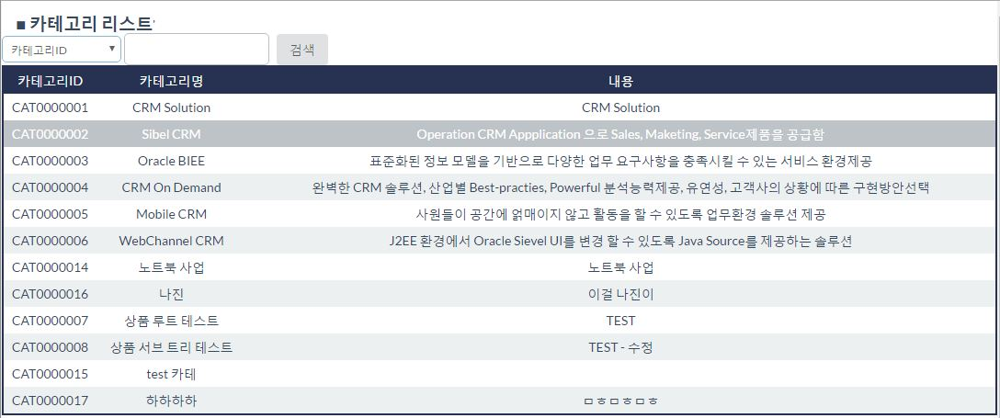 ■ 카테고리 리스트
카테고리ID 검색
카테고리ID 카테고리명 내용
CAT0000001 CRM Solution CRM Solution
CAT0000002 Sibel CRM Operation CRM Appplication 으로 Sales, Maketing, Service제품을 공급함
CAT0000003 Oracle BIEE 표준화된 정보 모델을 기반으로 다양한 업무 요구사항을 충족시킬 수 있는 서비스 환경제공
CAT0000004 CRM On Demand 완벽한 CRM 솔루션, 산업별 Best-practies, Powerful 분석능력제공, 유연성, 고객사의 상황에 따른 구현방안선택
CAT0000005 Mobile CRM 사원들이 공간에 얽매이지 않고 활동을 할 수 있도록 업무환경 솔루션 제공
CAT0000006 WebChannel CRM J2EE 환경에서 Oracle Sievel UI를 변경 할 수 있도록 Java Source를 제공하는 솔루션
CAT0000014 노트북 사업 노트북 사업
CAT0000016 나진 이걸 나진이
CAT0000007 상품 루트 테스트 TEST
CAT0000008 상품 서브 트리 테스트 TEST - 수정
CAT0000015 test 카테
CAT0000017 하하하하 ㅁㅎㅁㅎㅁㅎ